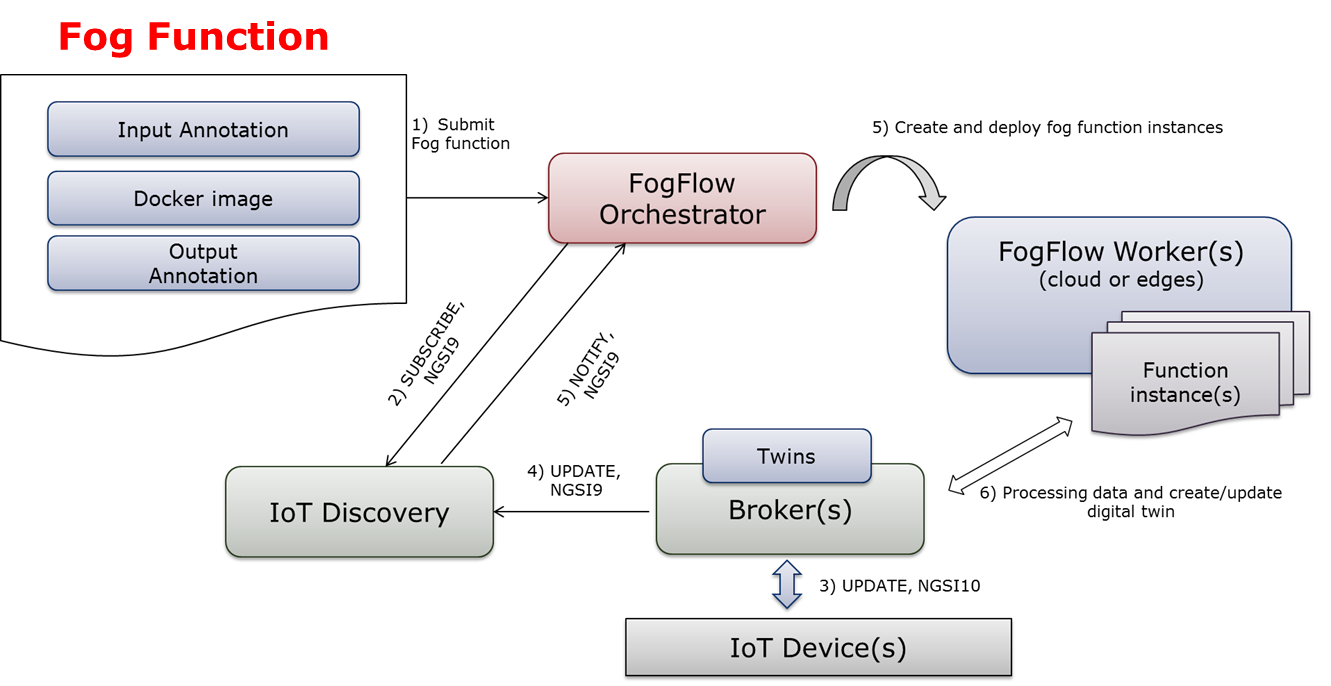 Fog Function
Input Annotation
Docker image
Output
Annotation
1) Submit
Fog function
FogFlow
Orchestrator
5) Create and deploy fog function instances
FogFlow Worker(s)
(cloud or edges)
Function
instance(s)
2) SUBSCRIBE,
NGSI9
5) NOTIFY,
NGSI9
IoT Discovery
4) UPDATE,
NGSI9
Twins
Broker(s)
6) Processing data and create/update
digital twin
3) UPDATE, NGSI10
IoT Device(s)